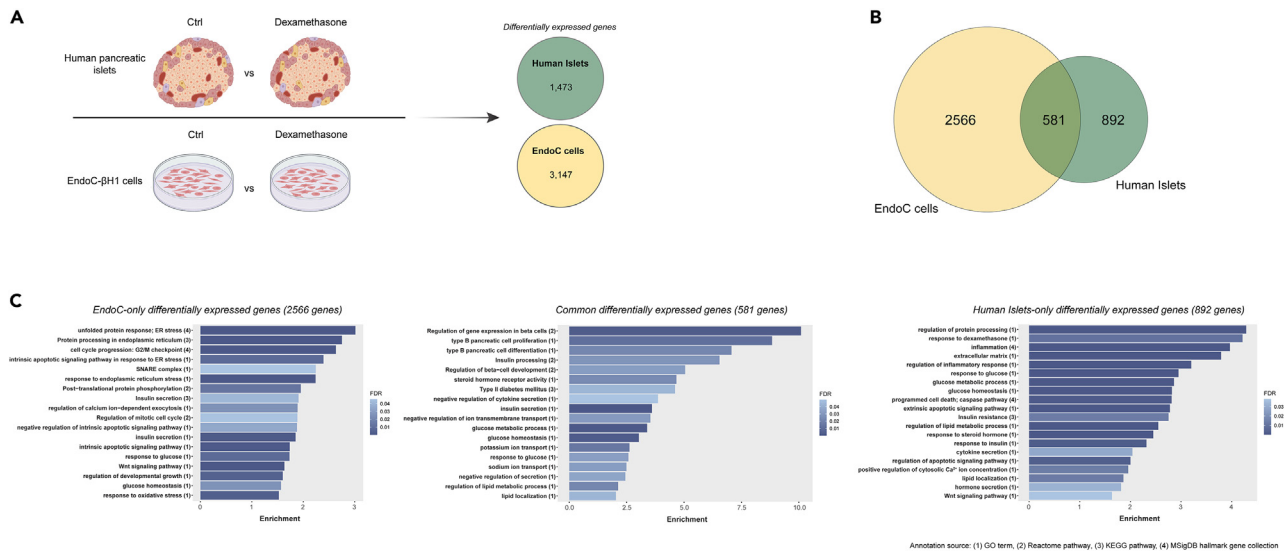 A
Ctrl
Dexamethasone
Human pancreatic
islets
vs
Ctrl
Dexamethasone
EndoC-βH1 cells
vs
Differentially expressed genes
Human Islets
1,473
EndoC cells
3,147
B
2566
581
892
EndoC cells
Human Islets
C
EndoC-only differentially expressed genes (2566 genes)
unfolded protein response; ER stress (4)
Protein processing in endoplasmic reticulum (3)
cell cycle progression: G2/M checkpoint (4)
intrinsic apoptotic signaling pathway in response to ER stress (1)
SNARE complex (1)
response to endoplasmic reticulum stress (1)
Post-translational protein phosphorylation (2)
Insulin secretion (3)
regulation of calcium ion-dependent exocytosis (1)
Regulation of mitotic cell cycle (2)
negative regulation of intrinsic apoptotic signaling pathway (1)
insulin secretion (1)
intrinsic apoptotic signaling pathway (1)
response to glucose (1)
Wnt signaling pathway (1)
regulation of developmental growth (1)
glucose homeostasis (1)
response to oxidative stress (1)
0
1
2
3
Enrichment
FDR
0.04
0.03
0.02
0.01
Common differentially expressed genes (581 genes)
Regulation of gene expression in beta cells (2)
type B pancreatic cell proliferation (1)
type B pancreatic cell differentiation (1)
Insulin processing (2)
Regulation of beta-cell development (2)
steroid hormone receptor activity (1)
Type II diabetes mellitus (3)
negative regulation of cytokine secretion (1)
insulin secretion (1)
negative regulation of ion transmembrane transport (1)
glucose metabolic process (1)
glucose homeostasis (1)
potassium ion transport (1)
response to glucose (1)
sodium ion transport (1)
negative regulation of secretion (1)
regulation of lipid metabolic process (1)
lipid localization (1)
0.0
2.5
5.0
7.5
10.0
Enrichment
FDR
0.04
0.03
0.02
0.01
Human Islets-only differentially expressed genes (892 genes)
regulation of protein processing (1)
response to dexamethasone (1)
inflammation (4)
extracellular matrix (1)
regulation of inflammatory response (1)
response to glucose (1)
glucose metabolic process (1)
glucose homeostasis (1)
programmed cell death; caspase pathway (4)
extrinsic apoptotic signaling pathway (1)
Insulin resistance (3)
regulation of lipid metabolic process (1)
response to steroid hormone (1)
response to insulin (1)
cytokine secretion (1)
regulation of apoptotic signaling pathway (1)
positive regulation of cytosolic Ca²⁺ ion concentration (1)
lipid localization (1)
hormone secretion (1)
Wnt signaling pathway (1)
0
1
2
3
4
Enrichment
FDR
0.04
0.03
0.02
0.01
Annotation source: (1) GO term, (2) Reactome pathway, (3) KEGG pathway, (4) MSigDB hallmark gene collection